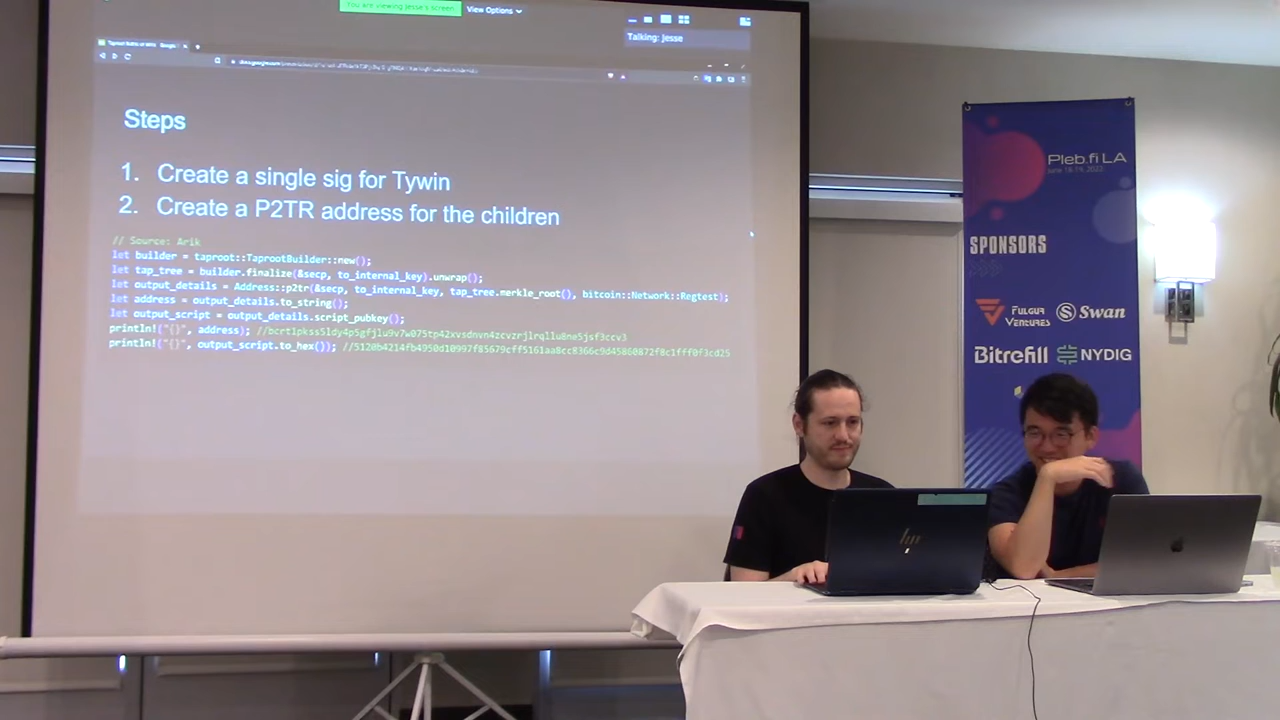 You are viewing Jesse's screen
View Options
Talking: Jesse
Steps
1. Create a single sig for Tywin
2. Create a P2TR address for the children
// Source: Arik
let builder = taproot::TaprootBuilder::new();
let tap_tree = builder.finalize(&secp, to_internal_key).unwrap();
let output_details = Address::p2tr(&secp, to_internal_key, tap_tree.merkle_root(), bitcoin::Network::Regtest);
let address = output_details.to_string();
let output_script = output_details.script_pubkey();
println!("{}", address); //bcrt1pkss5ldy4p5gfjlu9v7w075tp42xvsdnvn4zcvzrjlrqllu0ne5jsf3ccv3
println!("{}", output_script.to_hex()); //5120b4214fb4950d10997f85679cff5161aa8cc8366c9d45860872f8c1fff0f3cd25
Pleb.fi LA
SPONSORS
FULGUR
VENTURES
Swan
Bitrefill
NYDIG
hp